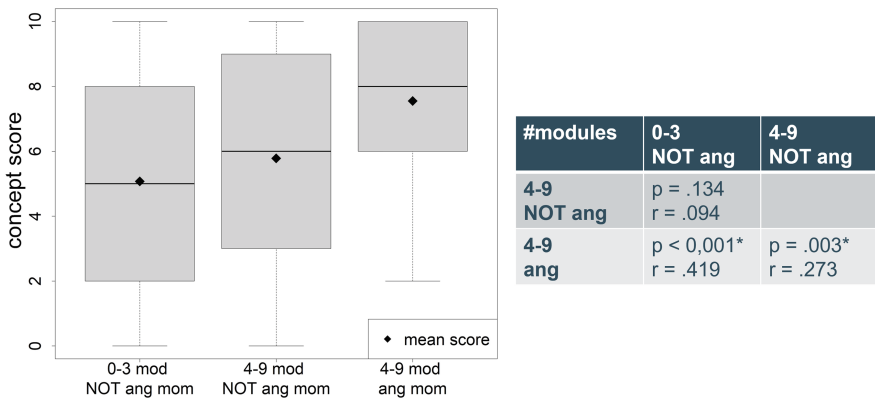 concept score
10
8
6
4
2
0
mean score
0-3 mod
NOT ang mom
4-9 mod
NOT ang mom
4-9 mod
ang mom
#modules
0-3
NOT ang
4-9
NOT ang
4-9
NOT ang
p = .134
r = .094
4-9
ang
p < 0,001*
r = .419
p = .003*
r = .273